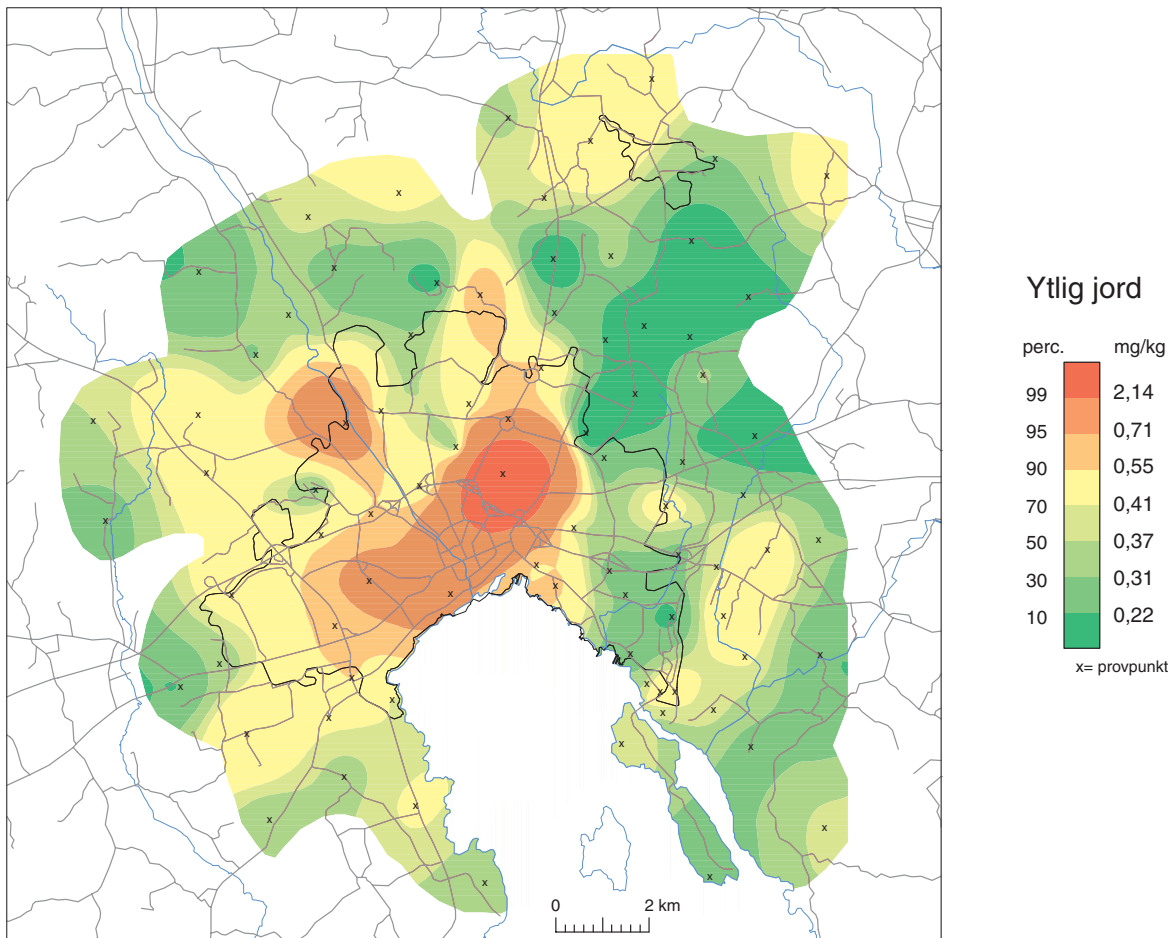 Ytlig jord
perc. mg/kg
99 2,14
95 0,71
90 0,55
70 0,41
50 0,37
30 0,31
10 0,22
x= provpunkt
0 2 km